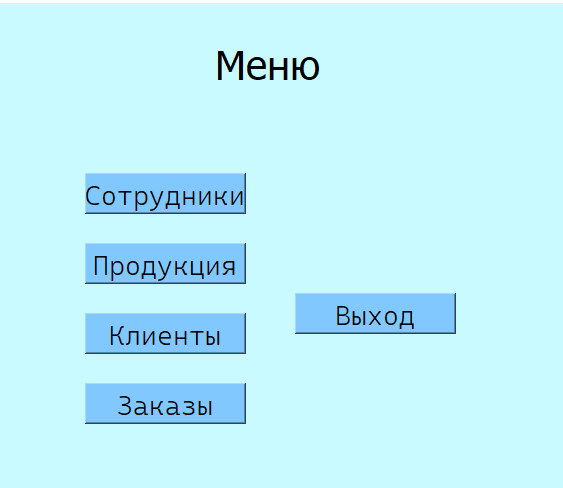 Меню
Сотрудники
Продукция
Клиенты
Заказы
Выход